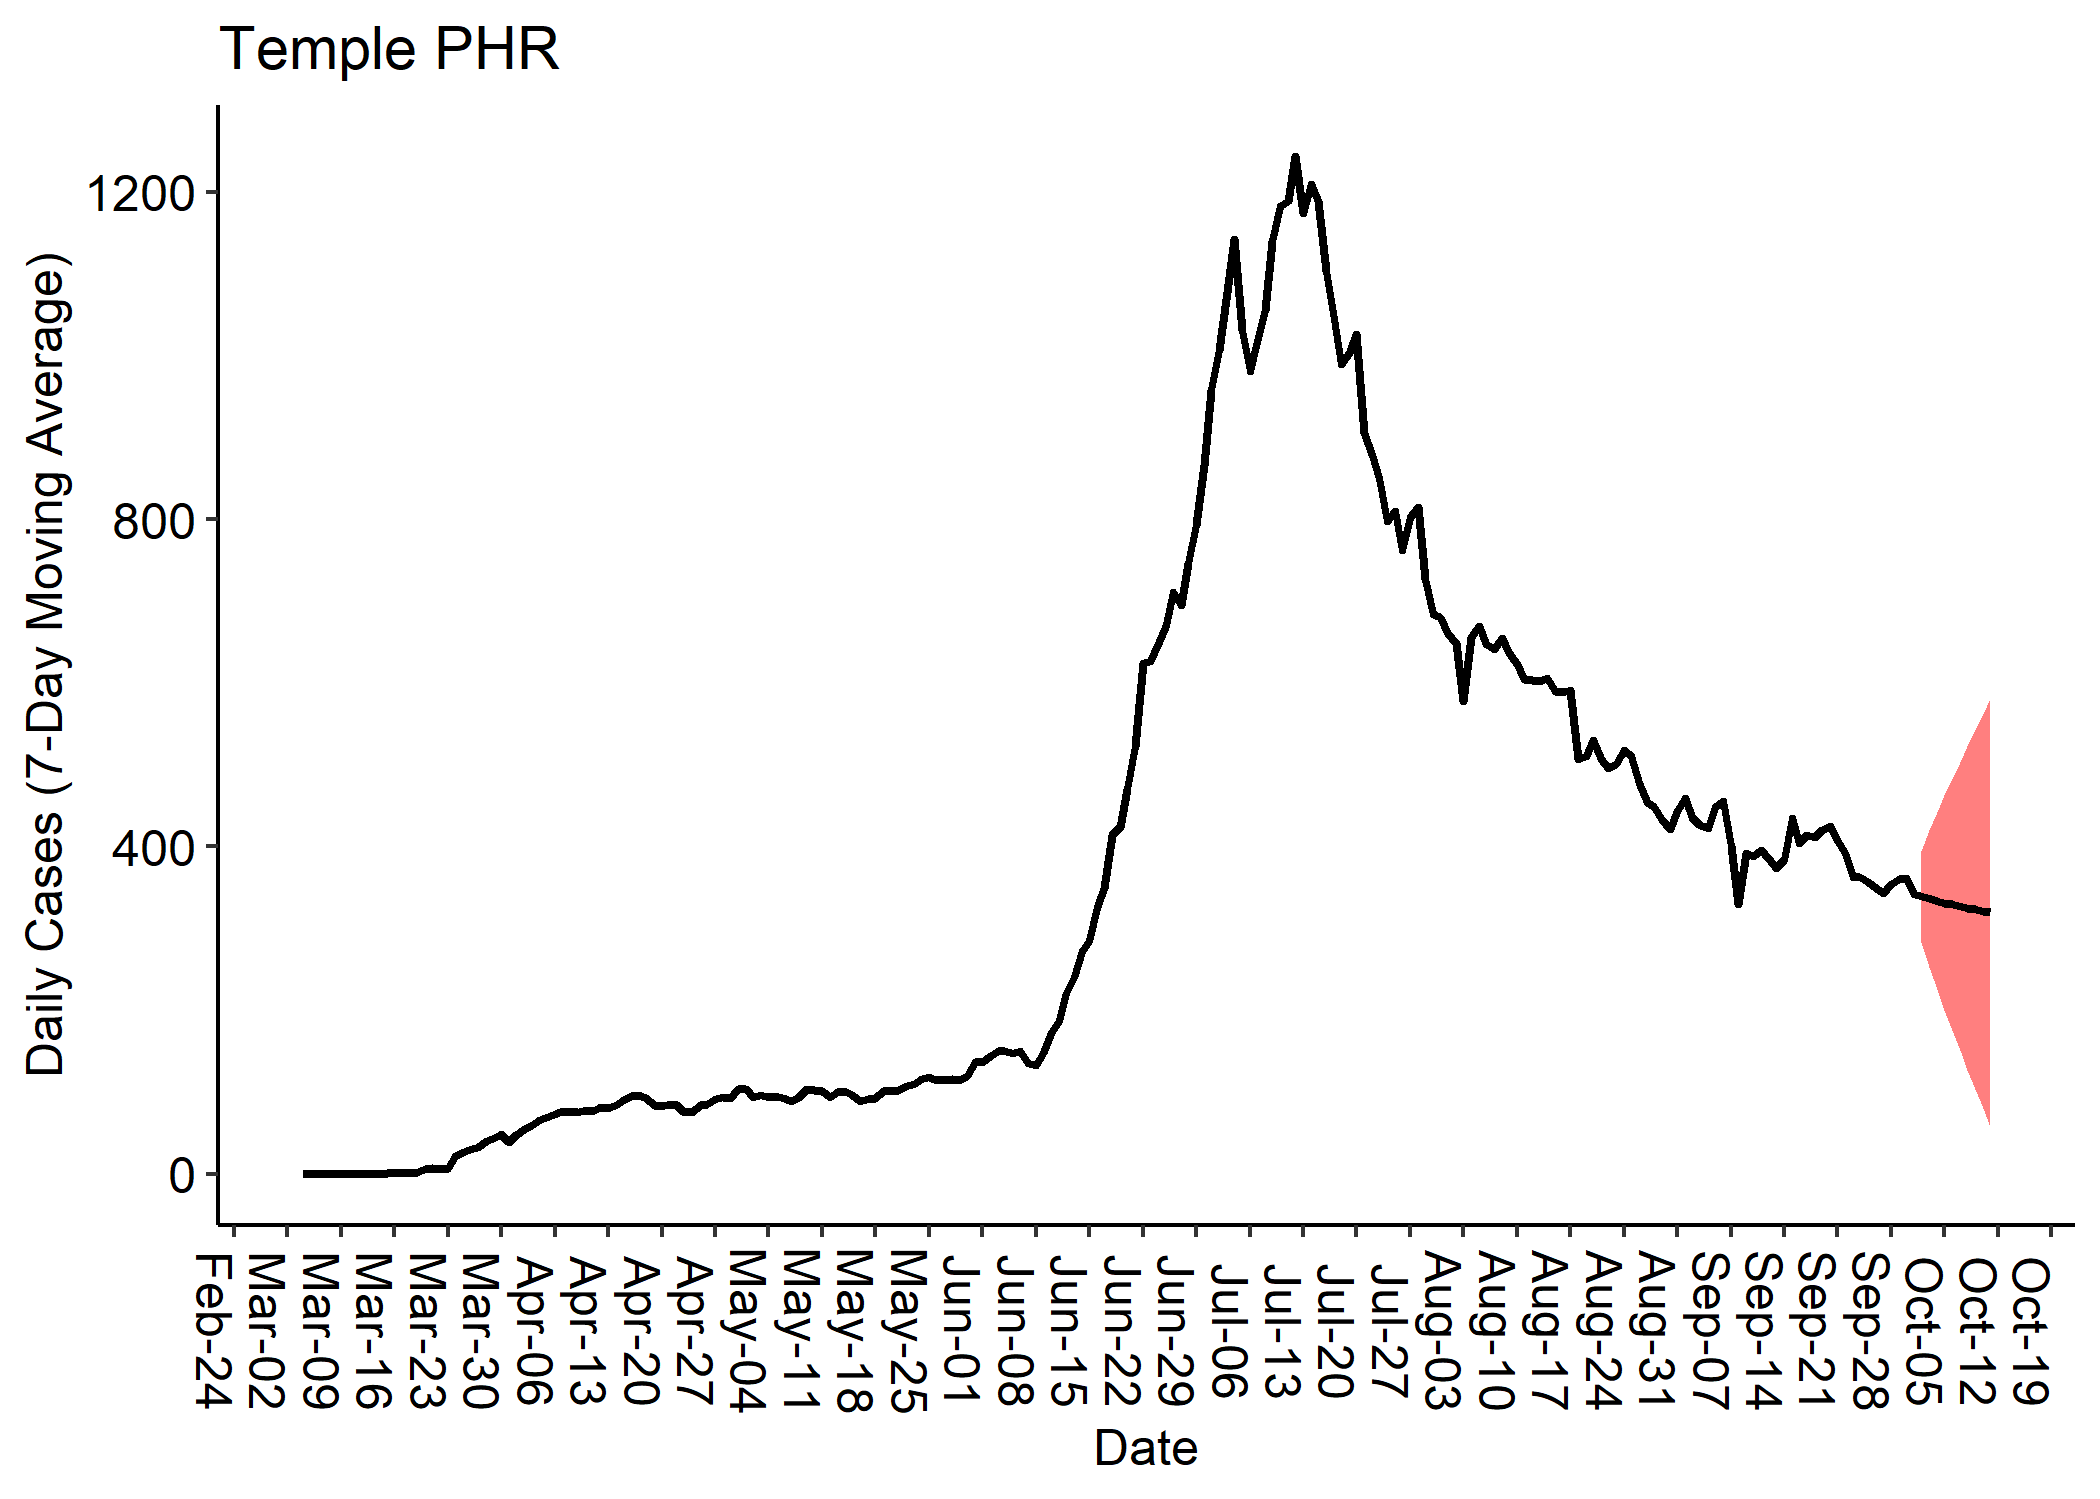 Temple PHR
Daily Cases (7-Day Moving Average)
1200
800
400
0
Feb-24
Mar-02
Mar-09
Mar-16
Mar-23
Mar-30
Apr-06
Apr-13
Apr-20
Apr-27
May-04
May-11
May-18
May-25
Jun-01
Jun-08
Jun-15
Jun-22
Jun-29
Jul-06
Jul-13
Jul-20
Jul-27
Aug-03
Aug-10
Aug-17
Aug-24
Aug-31
Sep-07
Sep-14
Sep-21
Sep-28
Oct-05
Oct-12
Oct-19
Date